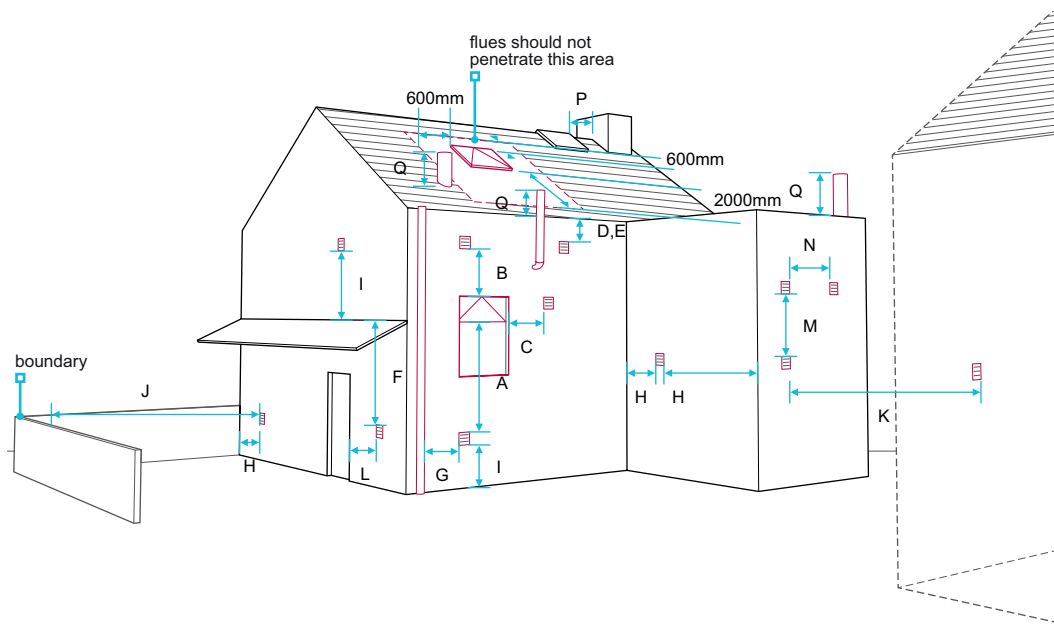 flues should not
penetrate this area
600mm
P
600mm
Q
Q
2000mm
Q
D,E
N
B
I
M
C
boundary
F
A
J
H
H
K
H
L
G
I